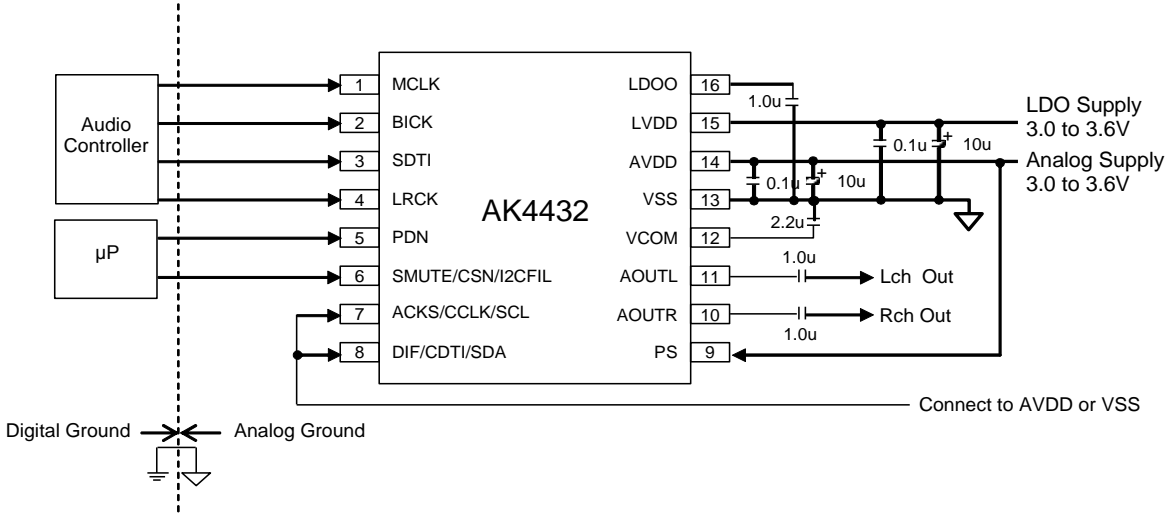 Audio
Controller
µP
AK4432
1 MCLK
2 BICK
3 SDTI
4 LRCK
5 PDN
6 SMUTE/CSN/I2CFIL
7 ACKS/CCLK/SCL
8 DIF/CDTI/SDA
LDOO 16
LVDD 15
AVDD 14
VSS 13
VCOM 12
AOUTL 11
AOUTR 10
PS 9
1.0u
0.1u
+
10u
0.1u
+
10u
2.2u
1.0u
1.0u
LDO Supply
3.0 to 3.6V
Analog Supply
3.0 to 3.6V
Lch Out
Rch Out
Connect to AVDD or VSS
Digital Ground
Analog Ground